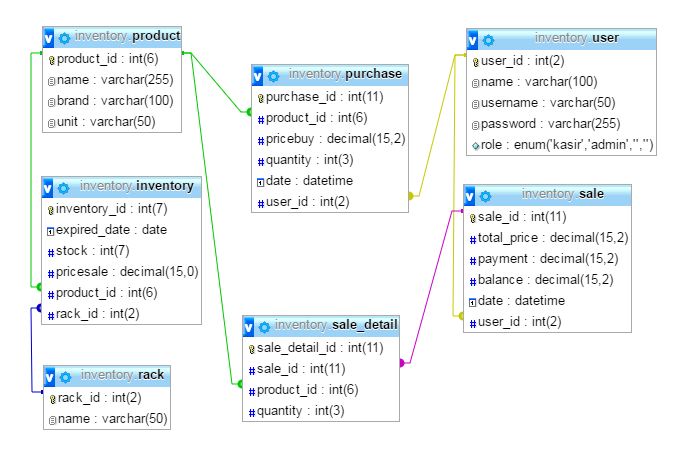 inventory.product
product_id : int(6)
name : varchar(255)
brand : varchar(100)
unit : varchar(50)
inventory.purchase
purchase_id : int(11)
product_id : int(6)
pricebuy : decimal(15,2)
quantity : int(3)
date : datetime
user_id : int(2)
inventory.user
user_id : int(2)
name : varchar(100)
username : varchar(50)
password : varchar(255)
role : enum('kasir','admin','','')
inventory.inventory
inventory_id : int(7)
expired_date : date
stock : int(7)
pricesale : decimal(15,0)
product_id : int(6)
rack_id : int(2)
inventory.sale
sale_id : int(11)
total_price : decimal(15,2)
payment : decimal(15,2)
balance : decimal(15,2)
date : datetime
user_id : int(2)
inventory.sale_detail
sale_detail_id : int(11)
sale_id : int(11)
product_id : int(6)
quantity : int(3)
inventory.rack
rack_id : int(2)
name : varchar(50)